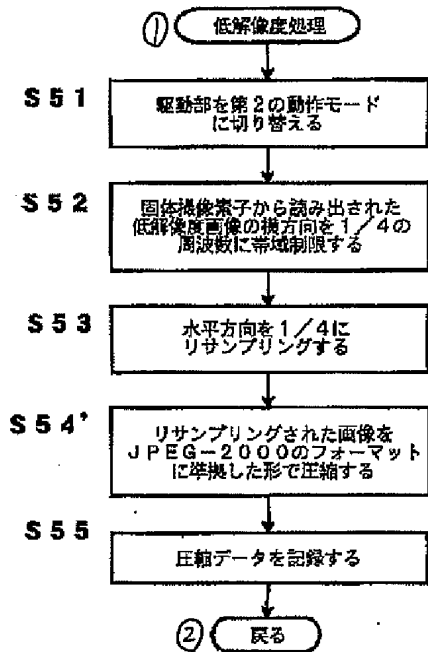 ① 低解像度処理
S51
駆動部を第2の動作モード
に切り替える
S52
固体撮像素子から読み出された
低解像度画像の横方向を1/4の
周波数に帯域制限する
S53
水平方向を1/4に
リサンプリングする
S54'
リサンプリングされた画像を
JPEG-2000のフォーマット
に準拠した形で圧縮する
S55
圧縮データを記録する
② 戻る